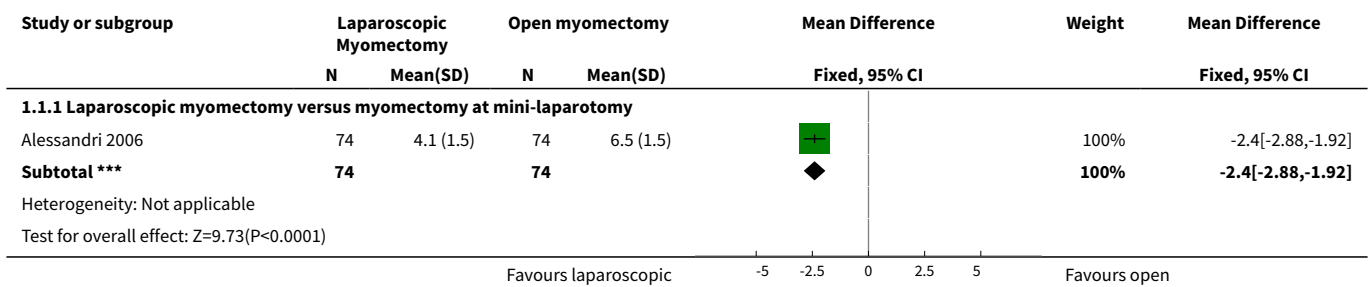 Study or subgroup Laparoscopic Myomectomy Open myomectomy Mean Difference Weight Mean Difference
N Mean(SD) N Mean(SD) Fixed, 95% CI Fixed, 95% CI
1.1.1 Laparoscopic myomectomy versus myomectomy at mini-laparotomy
Alessandri 2006 74 4.1 (1.5) 74 6.5 (1.5) 100% -2.4[-2.88,-1.92]
Subtotal *** 74 74 100% -2.4[-2.88,-1.92]
Heterogeneity: Not applicable
Test for overall effect: Z=9.73(P<0.0001)
Favours laparoscopic -5 -2.5 0 2.5 5 Favours open